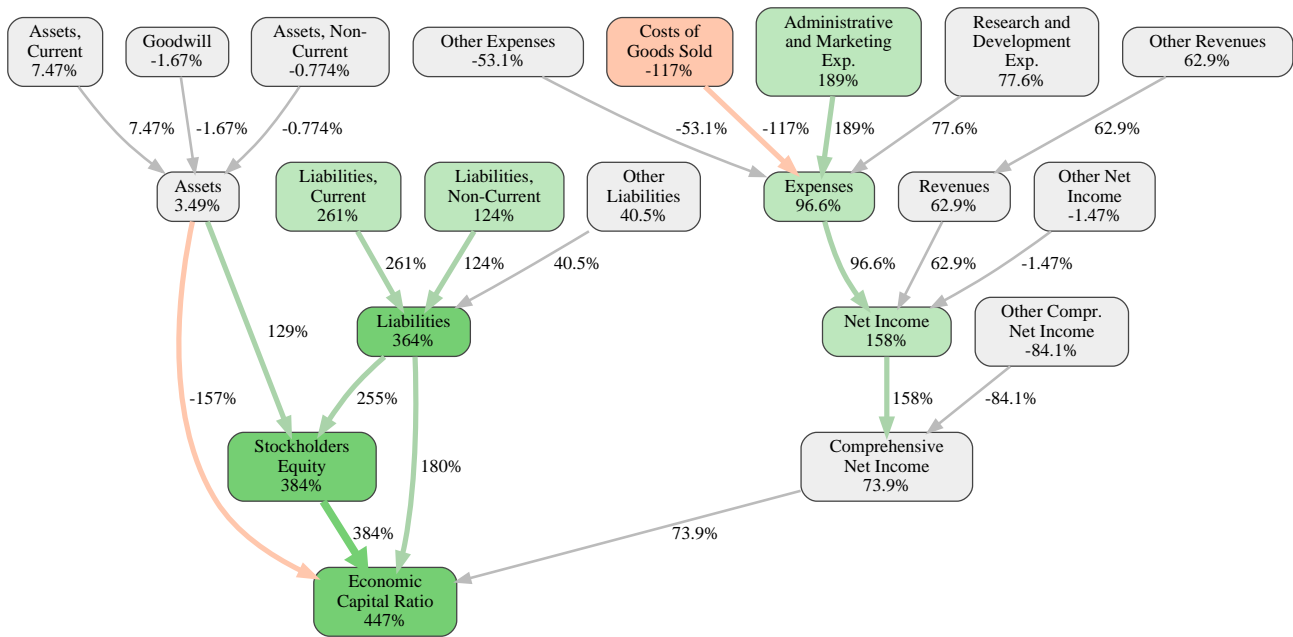 Assets,
Current
7.47%
Goodwill
-1.67%
Assets, Non-
Current
-0.774%
Other Expenses
-53.1%
Costs of
Goods Sold
-117%
Administrative
and Marketing
Exp.
189%
Research and
Development
Exp.
77.6%
Other Revenues
62.9%
7.47%
-1.67%
-0.774%
-53.1%
-117%
189%
77.6%
62.9%
Assets
3.49%
Liabilities,
Current
261%
Liabilities,
Non-Current
124%
Other
Liabilities
40.5%
Expenses
96.6%
Revenues
62.9%
Other Net
Income
-1.47%
261%
124%
40.5%
96.6%
62.9%
-1.47%
129%
Liabilities
364%
Net Income
158%
Other Compr.
Net Income
-84.1%
-157%
255%
158%
-84.1%
Stockholders
Equity
384%
180%
Comprehensive
Net Income
73.9%
384%
73.9%
Economic
Capital Ratio
447%